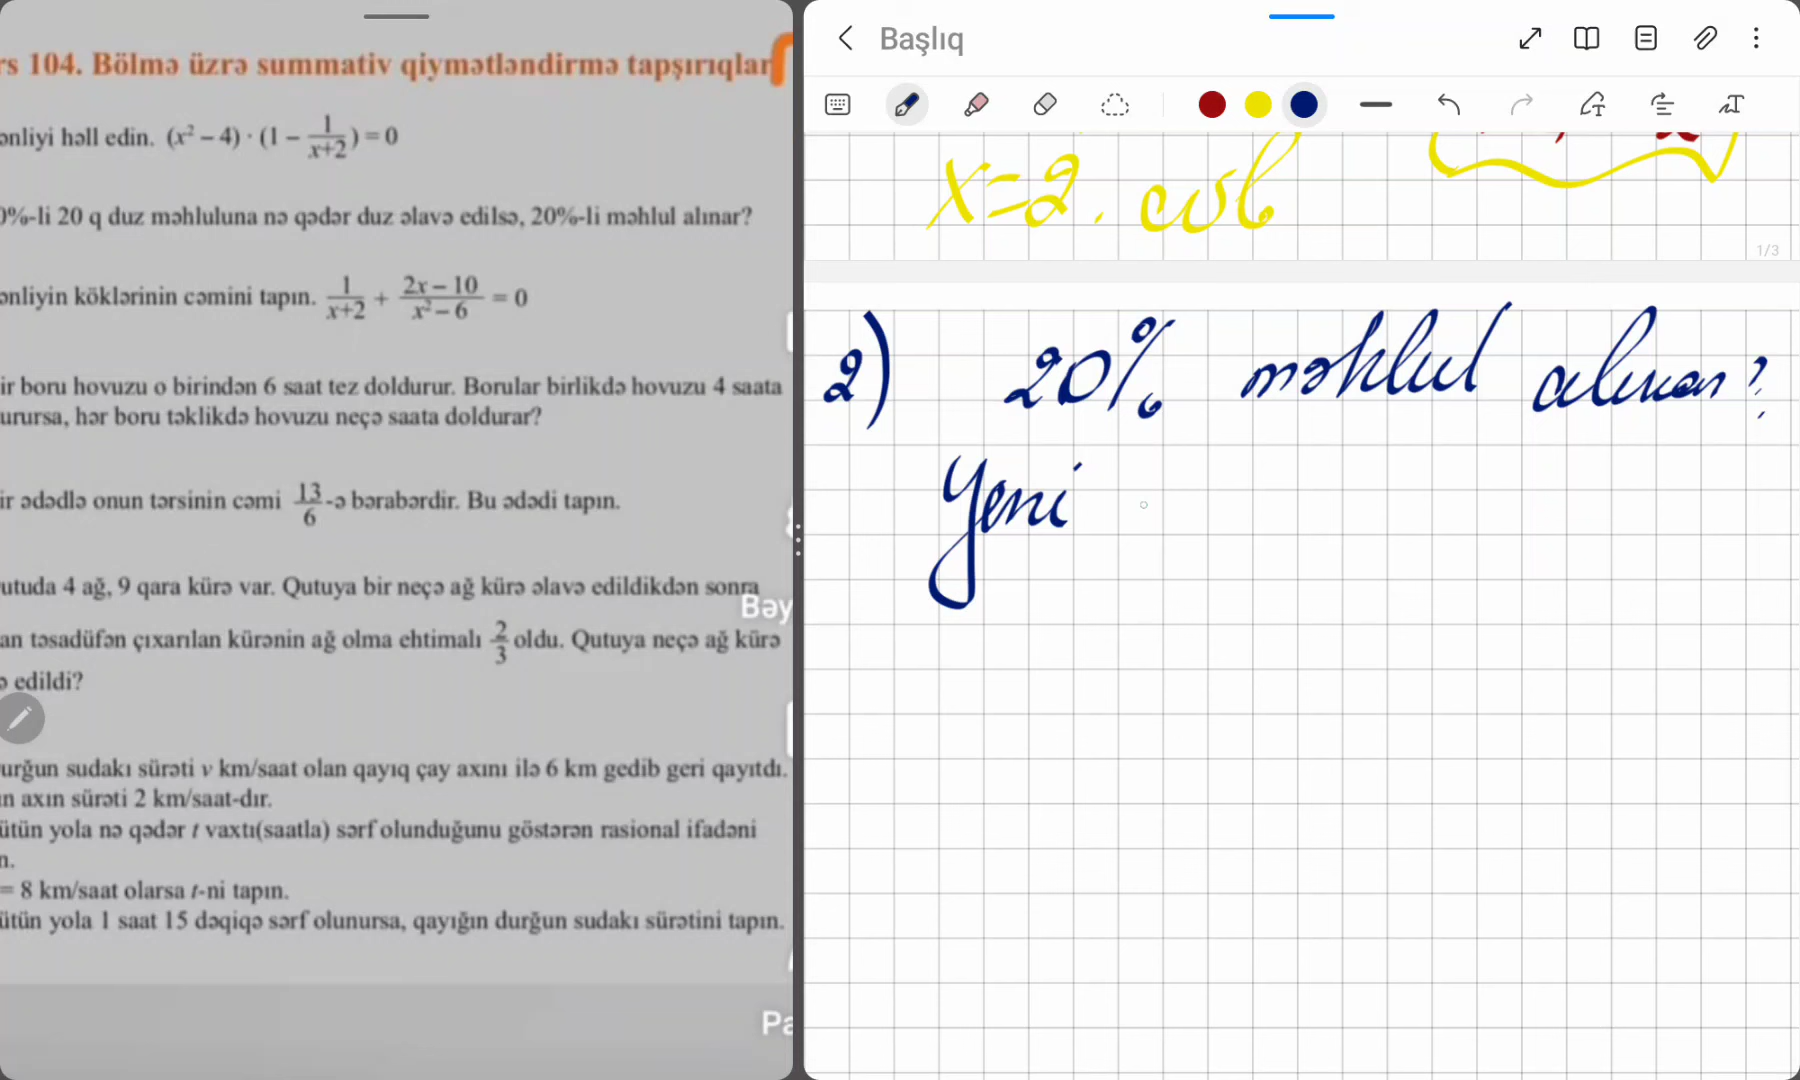 rs 104. Bölmə üzrə summativ qiymətləndirmə tapşırıqlar
ənliyi həll edin. (x² – 4) · (1 – 1/(x+2)) = 0
0%-li 20 q duz məhluluna nə qədər duz əlavə edilsə, 20%-li məhlul alınar?
ənliyin köklərinin cəmini tapın. 1/(x+2) + (2x – 10)/(x² – 6) = 0
ir boru hovuzu o birindən 6 saat tez doldurur. Borular birlikdə hovuzu 4 saata
urursa, hər boru təklikdə hovuzu neçə saata doldurar?
ir ədədlə onun tərsinin cəmi 13/6-ə bərabərdir. Bu ədədi tapın.
utuda 4 ağ, 9 qara kürə var. Qutuya bir neçə ağ kürə əlavə edildikdən sonra
Bəy
an təsadüfən çıxarılan kürənin ağ olma ehtimalı 2/3 oldu. Qutuya neçə ağ kürə
ə edildi?
urğun sudakı sürəti v km/saat olan qayıq çay axını ilə 6 km gedib geri qayıtdı.
ın axın sürəti 2 km/saat-dır.
ütün yola nə qədər t vaxtı(saatla) sərf olunduğunu göstərən rasional ifadəni
n.
= 8 km/saat olarsa t-ni tapın.
ütün yola 1 saat 15 dəqiqə sərf olunursa, qayığın durğun sudakı sürətini tapın.
Pa
Başlıq
x=2. cvb
1/3
2) 20% məhlul alınar?
Yeni